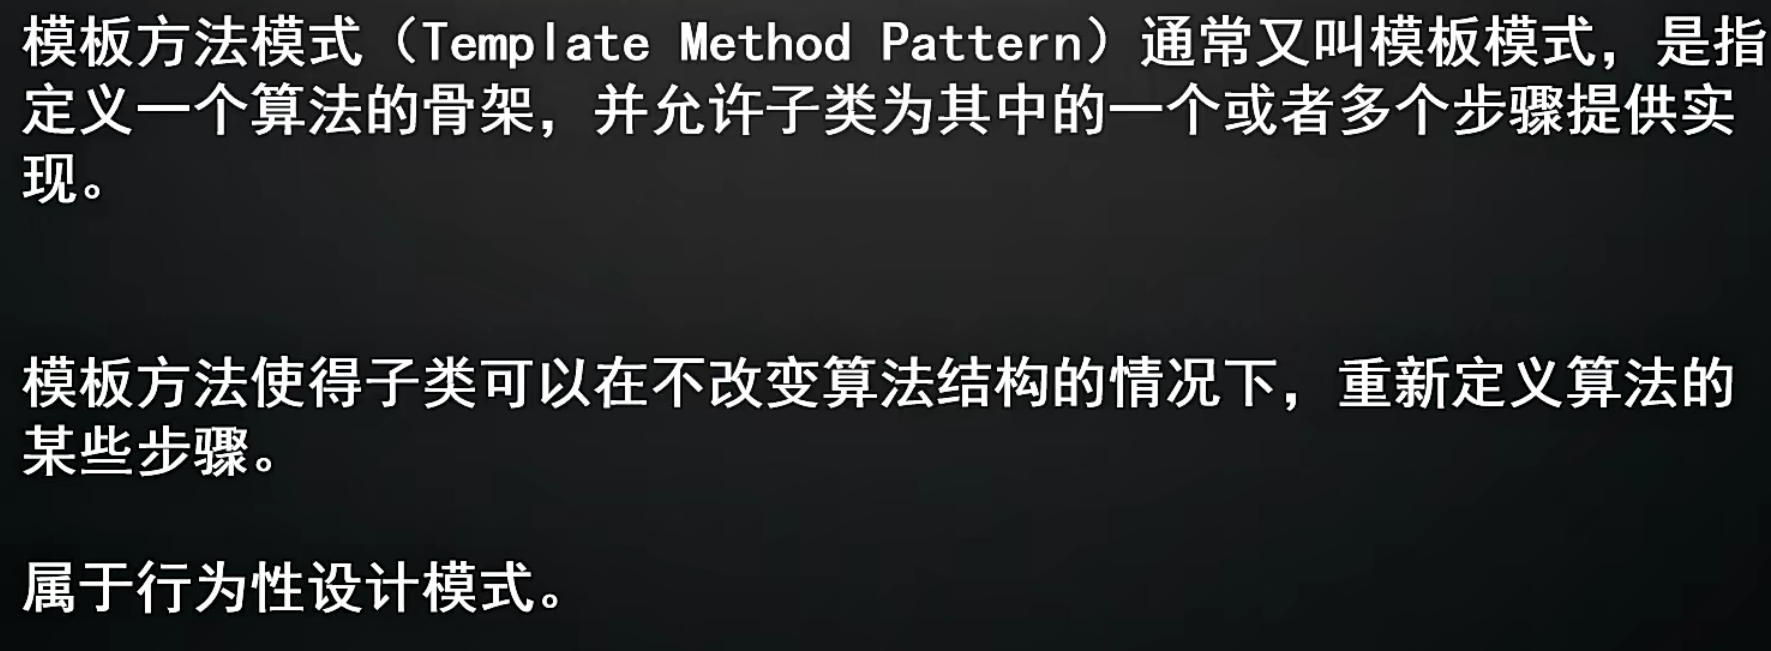 模板方法模式（Template Method Pattern）通常又叫模板模式，是指
定义一个算法的骨架，并允许子类为其中的一个或者多个步骤提供实
现。
模板方法使得子类可以在不改变算法结构的情况下，重新定义算法的
某些步骤。
属于行为性设计模式。